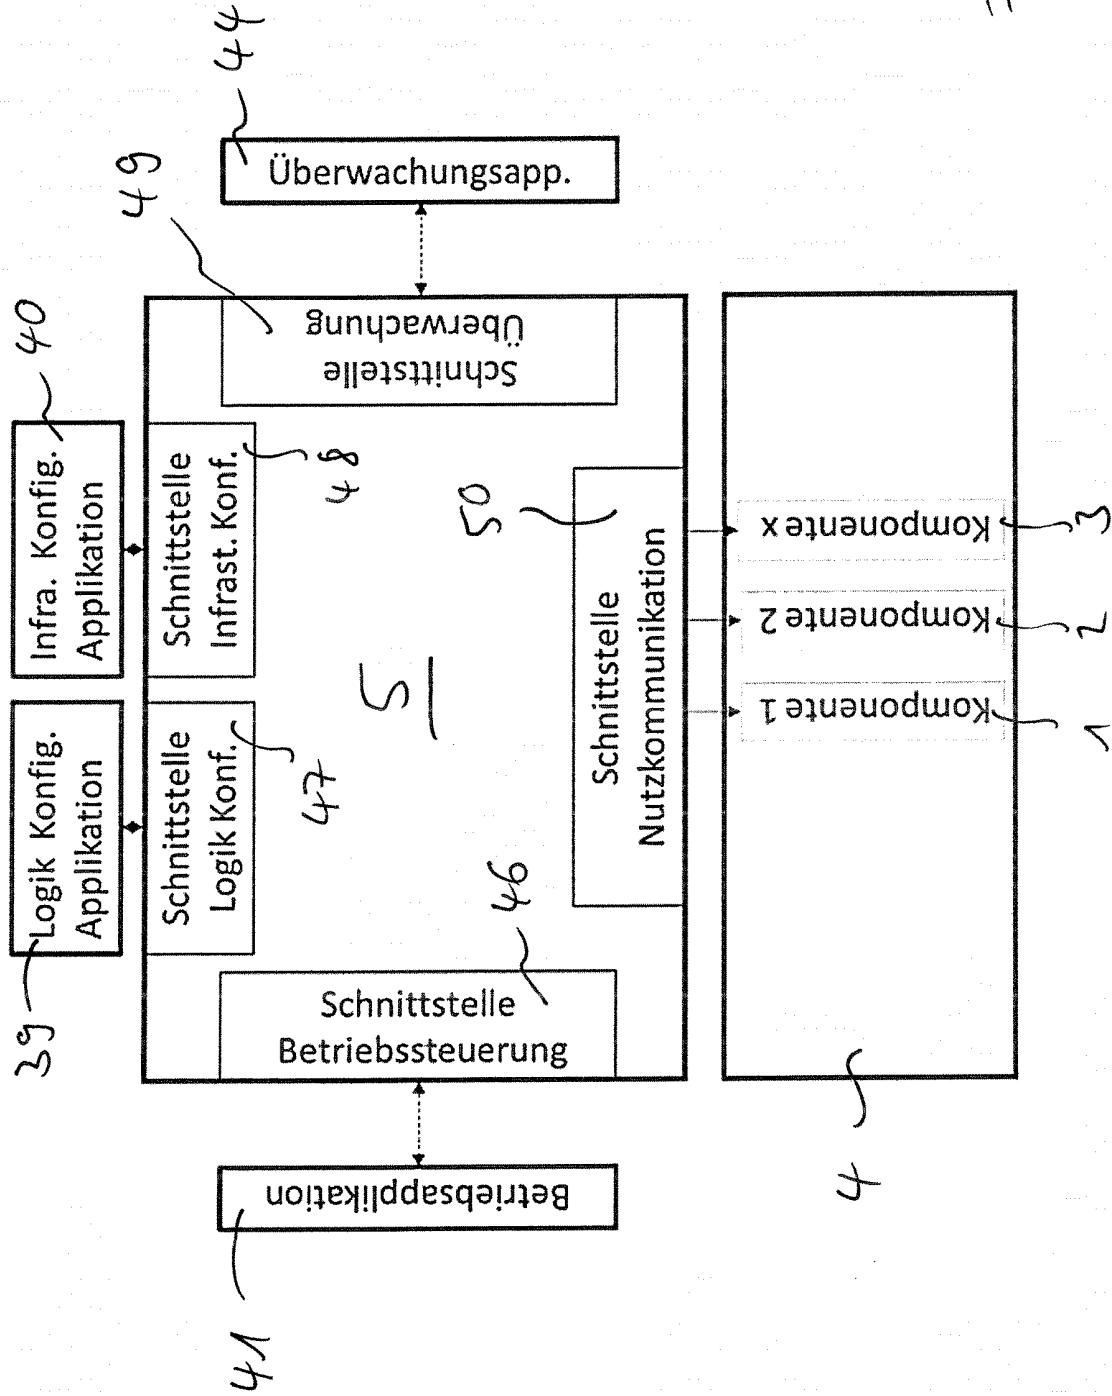 44
Überwachungsapp.
49
Schnittstelle
Überwachung
40
Infra. Konfig.
Applikation
Schnittstelle
Infrast. Konf.
48
39
Logik Konfig.
Applikation
Schnittstelle
Logik Konf.
47
5
50
Schnittstelle
Nutzkommunikation
46
Schnittstelle
Betriebssteuerung
41
Betriebsapplikation
Komponente x
3
Komponente 2
2
Komponente 1
1
4